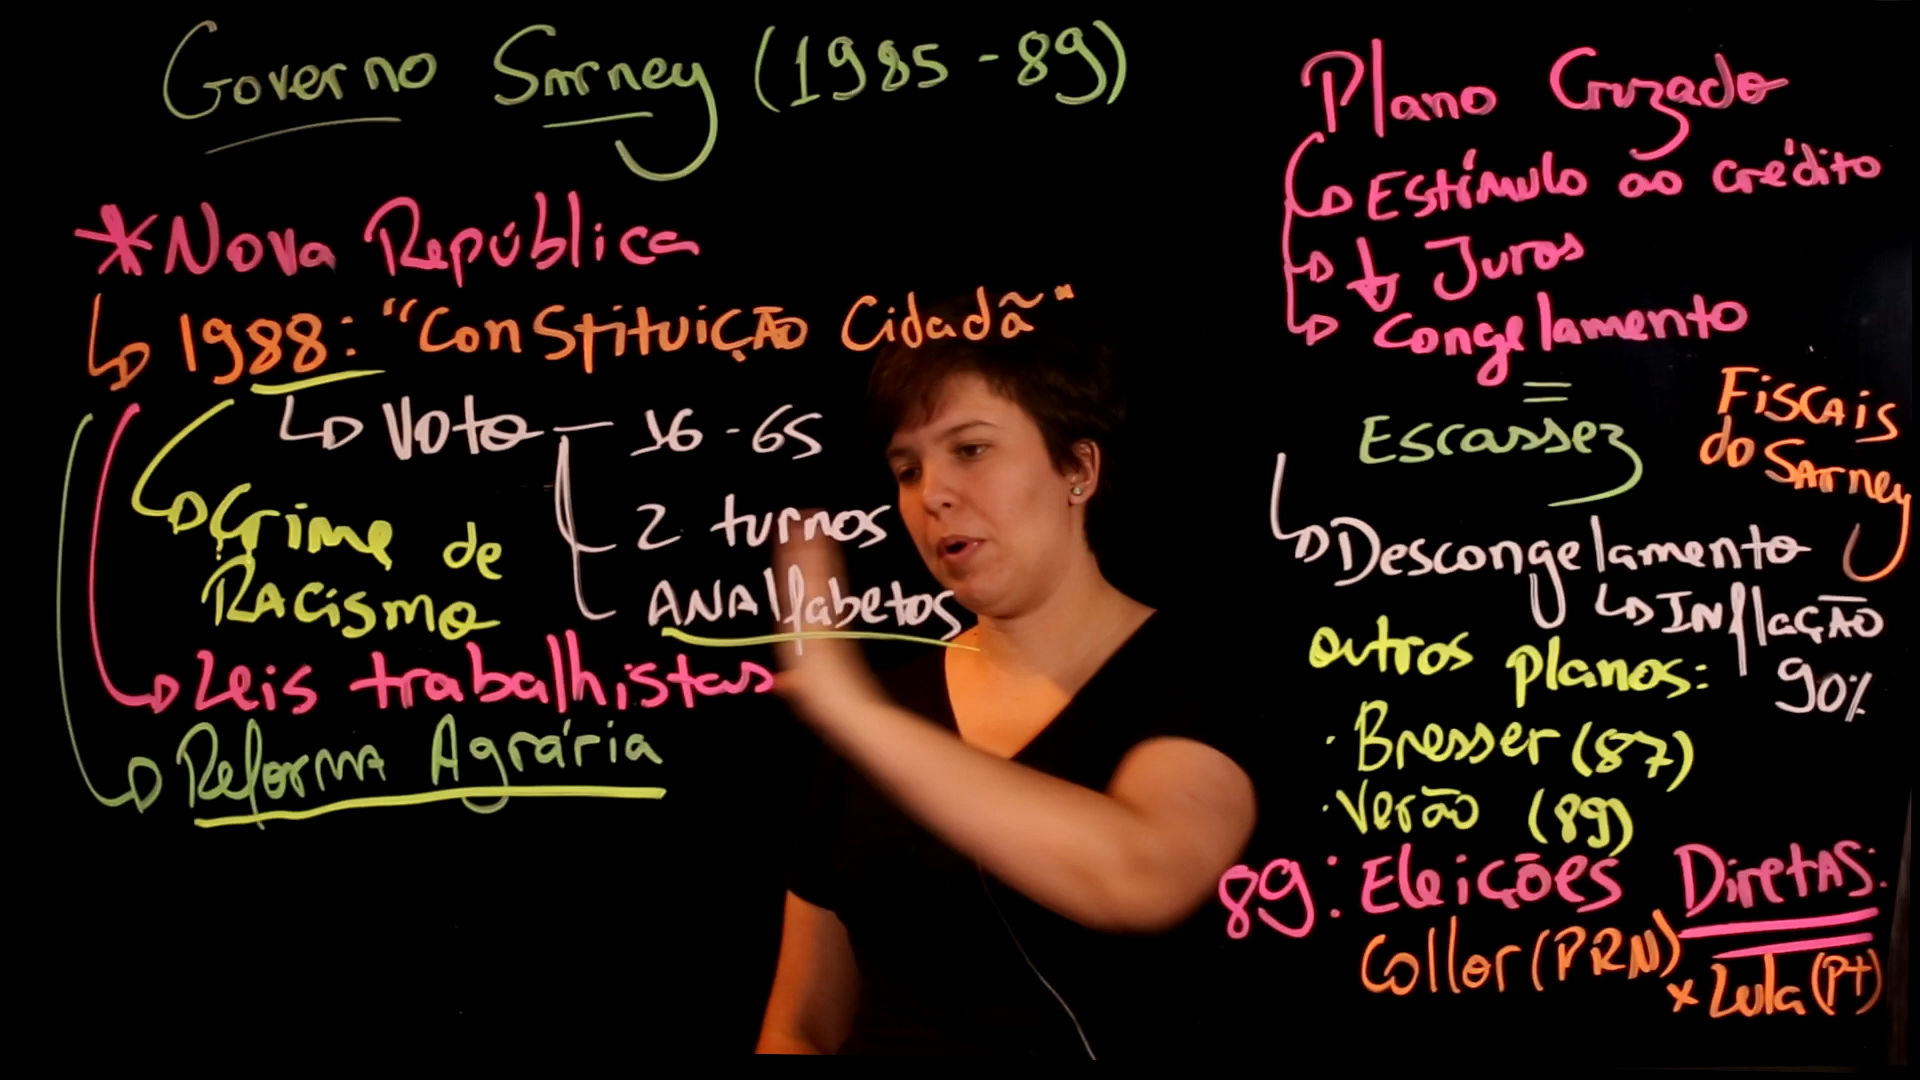 Governo Sarney (1985-89)
*Nova República
1988: "Constituição Cidadã"
Voto - 16-65
2 turnos
Analfabetos
Crime de
Racismo
Leis trabalhistas
Reforma Agrária
Plano Cruzado
Estímulo ao crédito
↓ Juros
Congelamento
=
Escassez
Fiscais
do Sarney
Descongelamento
Inflação
90%
outros planos:
· Bresser (87)
· Verão (89)
89: Eleições Diretas:
Collor (PRN)
x Lula (PT)